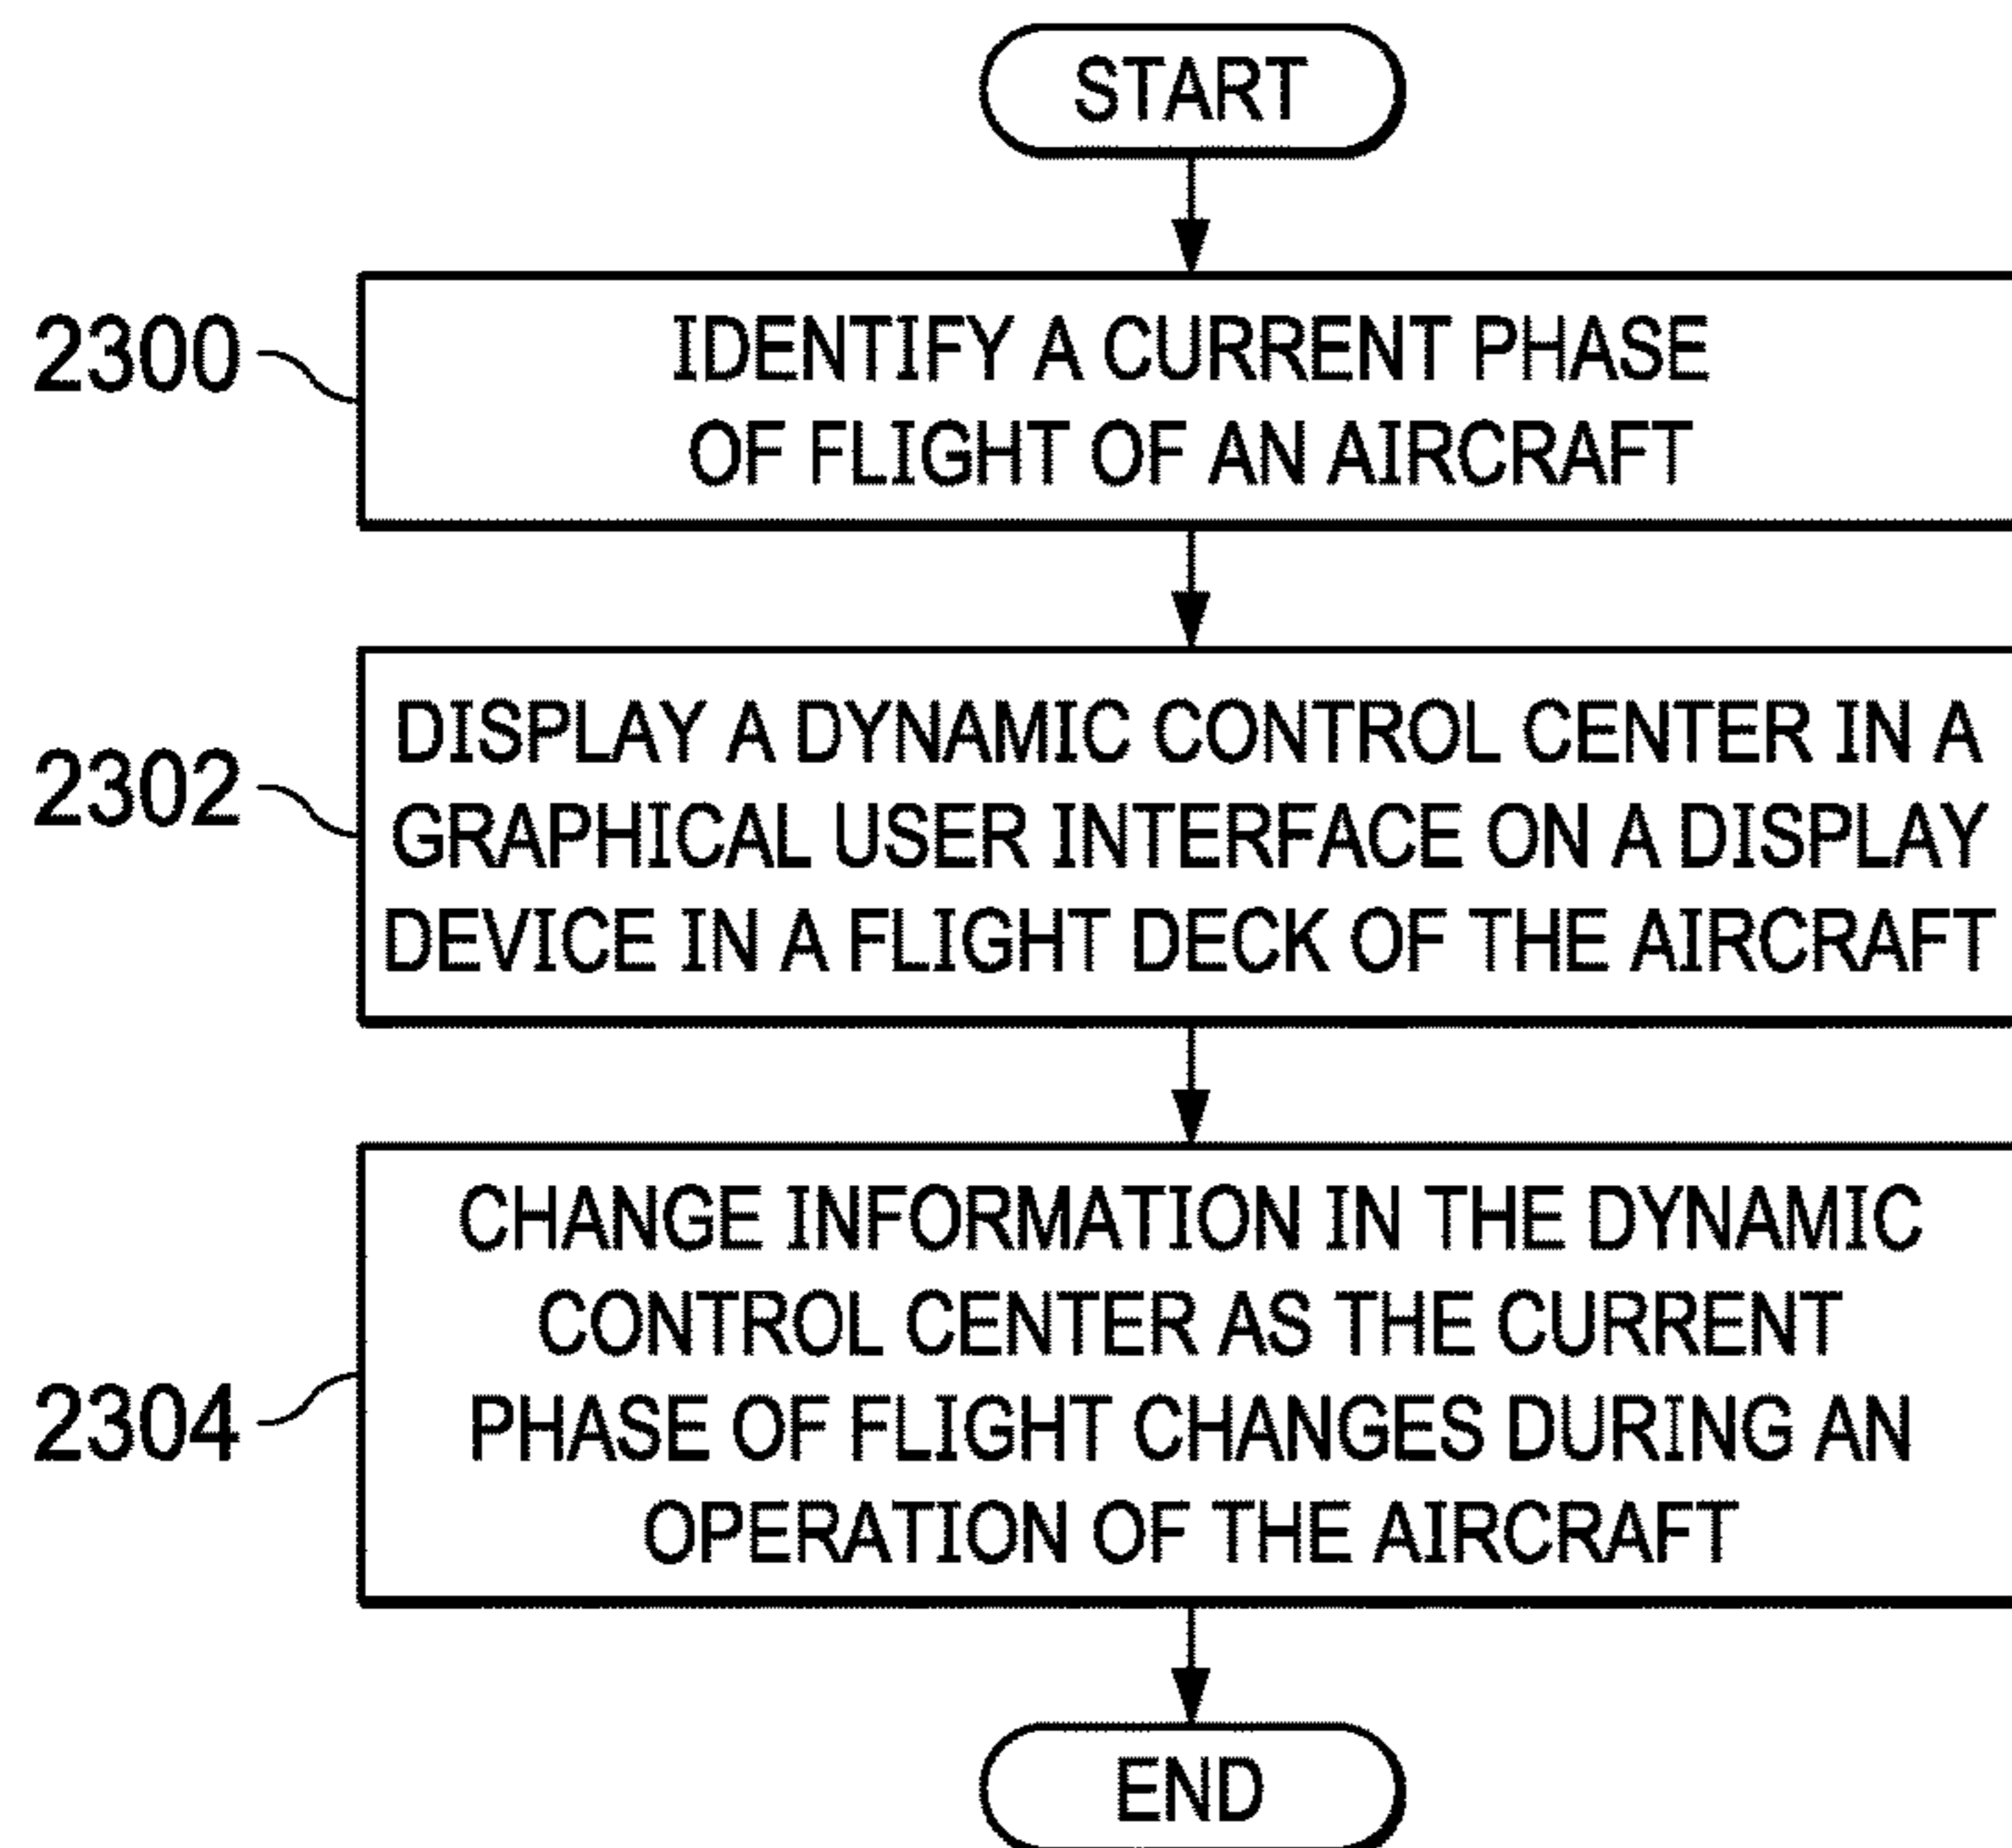 START
2300
IDENTIFY A CURRENT PHASE
OF FLIGHT OF AN AIRCRAFT
2302
DISPLAY A DYNAMIC CONTROL CENTER IN A
GRAPHICAL USER INTERFACE ON A DISPLAY
DEVICE IN A FLIGHT DECK OF THE AIRCRAFT
2304
CHANGE INFORMATION IN THE DYNAMIC
CONTROL CENTER AS THE CURRENT
PHASE OF FLIGHT CHANGES DURING AN
OPERATION OF THE AIRCRAFT
END